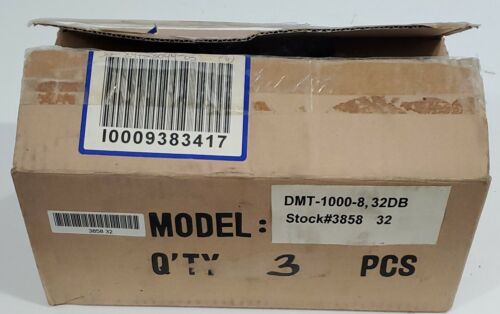 I0009383417
DMT-1000-8, 32DB
Stock#3858 32
3858 32
MODEL:
Q'TY 3 PCS